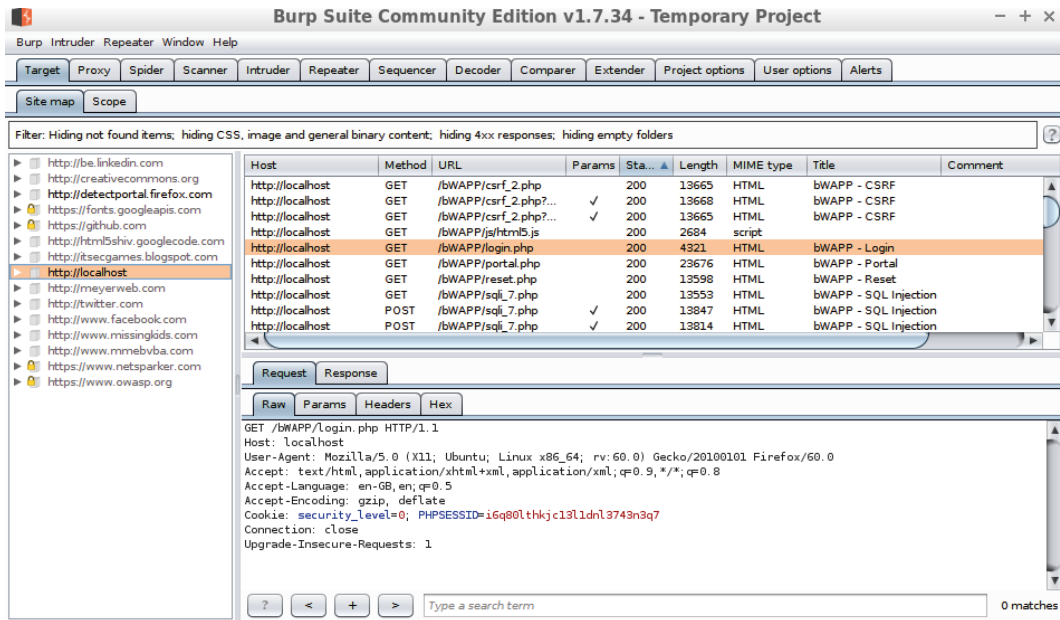 Burp Suite Community Edition v1.7.34 - Temporary Project
Burp Intruder Repeater Window Help
Target Proxy Spider Scanner Intruder Repeater Sequencer Decoder Comparer Extender Project options User options Alerts
Site map Scope
Filter: Hiding not found items; hiding CSS, image and general binary content; hiding 4xx responses; hiding empty folders ?
http://be.linkedin.com
http://creativecommons.org
http://detectportal.firefox.com
https://fonts.googleapis.com
https://github.com
http://html5shiv.googlecode.com
http://itsecgames.blogspot.com
http://localhost
http://meyerweb.com
http://twitter.com
http://www.facebook.com
http://www.missingkids.com
http://www.mmebvba.com
https://www.netsparker.com
https://www.owasp.org
Host Method URL Params Sta... Length MIME type Title Comment
http://localhost GET /bWAPP/csrf_2.php 200 13665 HTML bWAPP - CSRF
http://localhost GET /bWAPP/csrf_2.php?... ✓ 200 13668 HTML bWAPP - CSRF
http://localhost GET /bWAPP/csrf_2.php?... ✓ 200 13665 HTML bWAPP - CSRF
http://localhost GET /bWAPP/js/html5.js 200 2684 script
http://localhost GET /bWAPP/login.php 200 4321 HTML bWAPP - Login
http://localhost GET /bWAPP/portal.php 200 23676 HTML bWAPP - Portal
http://localhost GET /bWAPP/reset.php 200 13598 HTML bWAPP - Reset
http://localhost GET /bWAPP/sqli_7.php 200 13553 HTML bWAPP - SQL Injection
http://localhost POST /bWAPP/sqli_7.php ✓ 200 13847 HTML bWAPP - SQL Injection
http://localhost POST /bWAPP/sqli_7.php ✓ 200 13814 HTML bWAPP - SQL Injection
Request Response
Raw Params Headers Hex
GET /bWAPP/login.php HTTP/1.1
Host: localhost
User-Agent: Mozilla/5.0 (X11; Ubuntu; Linux x86_64; rv:60.0) Gecko/20100101 Firefox/60.0
Accept: text/html,application/xhtml+xml,application/xml;q=0.9,*/*;q=0.8
Accept-Language: en-GB,en;q=0.5
Accept-Encoding: gzip, deflate
Cookie: security_level=0; PHPSESSID=i6q80lthkjc13l1dnl3743n3q7
Connection: close
Upgrade-Insecure-Requests: 1
? < + > Type a search term 0 matches